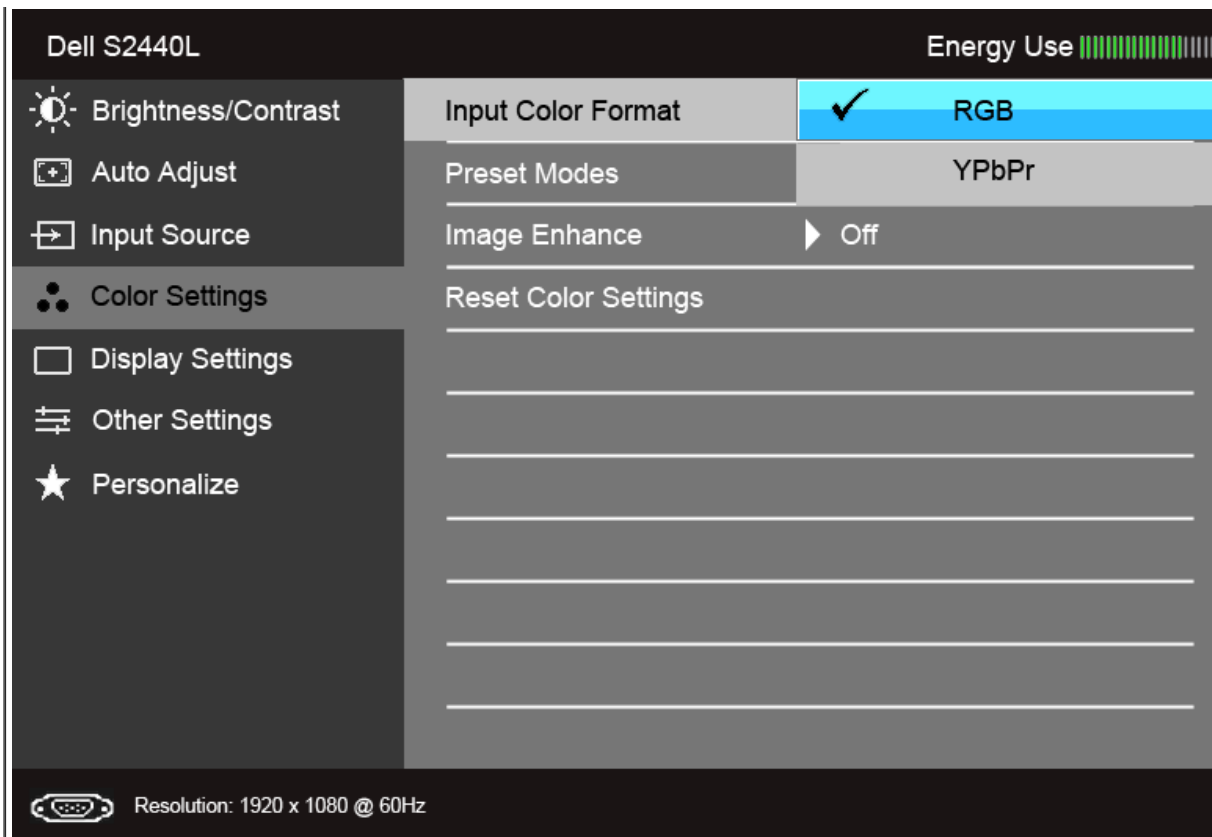 Dell S2440L
Energy Use
Brightness/Contrast
Auto Adjust
Input Source
Color Settings
Display Settings
Other Settings
Personalize
Input Color Format
RGB
Preset Modes
YPbPr
Image Enhance
Off
Reset Color Settings
Resolution: 1920 x 1080 @ 60Hz